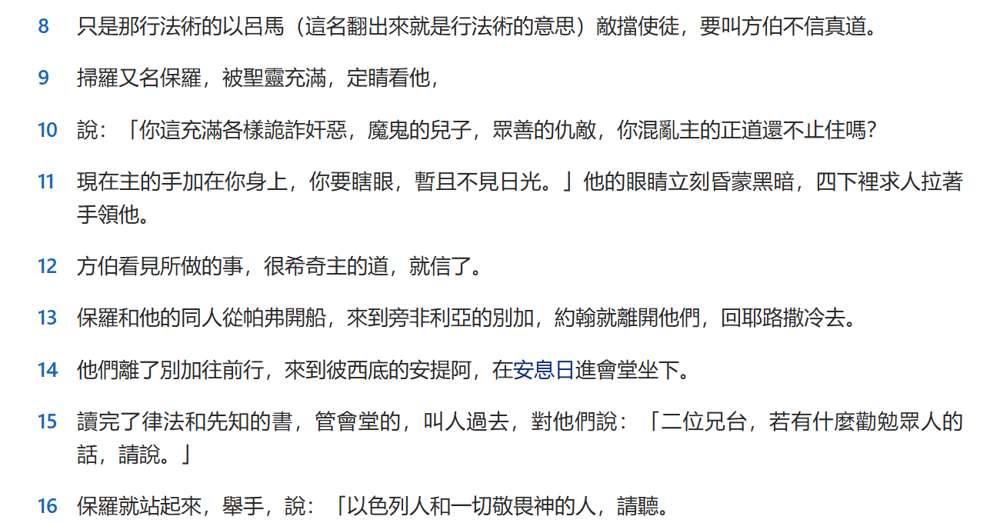 8 只是那行法術的以呂馬（這名翻出來就是行法術的意思）敵擋使徒，要叫方伯不信真道。
9 掃羅又名保羅，被聖靈充滿，定睛看他，
10 說：「你這充滿各樣詭詐奸惡，魔鬼的兒子，眾善的仇敵，你混亂主的正道還不止住嗎？
11 現在主的手加在你身上，你要瞎眼，暫且不見日光。」他的眼睛立刻昏蒙黑暗，四下裡求人拉著
手領他。
12 方伯看見所做的事，很希奇主的道，就信了。
13 保羅和他的同人從帕弗開船，來到旁非利亞的別加，約翰就離開他們，回耶路撒冷去。
14 他們離了別加往前行，來到彼西底的安提阿，在安息日進會堂坐下。
15 讀完了律法和先知的書，管會堂的，叫人過去，對他們說：「二位兄台，若有什麼勸勉眾人的
話，請說。」
16 保羅就站起來，舉手，說：「以色列人和一切敬畏神的人，請聽。